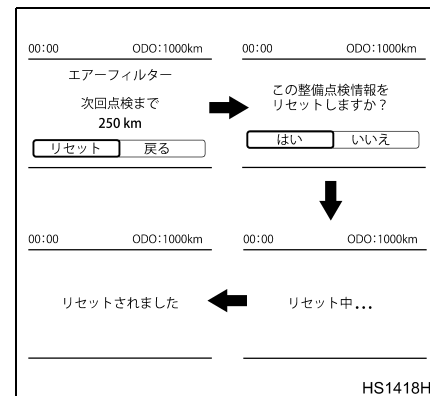 00:00 ODO:1000km
エアーフィルター
次回点検まで
250 km
リセット 戻る
00:00 ODO:1000km
この整備点検情報を
リセットしますか？
はい いいえ
00:00 ODO:1000km
リセット中...
00:00 ODO:1000km
リセットされました
HS1418H